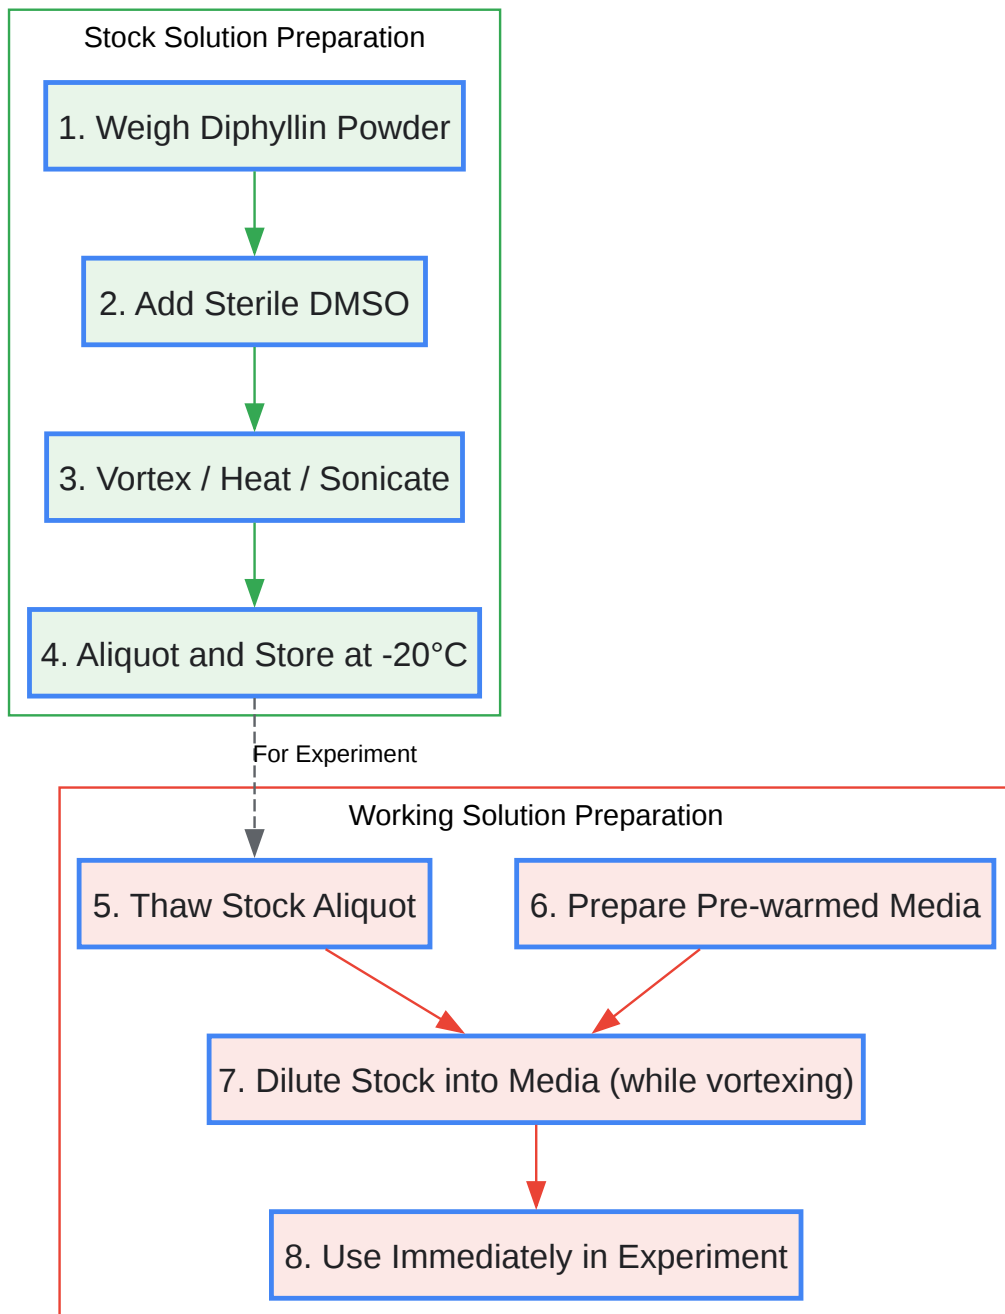 Stock Solution Preparation
1. Weigh Diphyllin Powder
2. Add Sterile DMSO
3. Vortex / Heat / Sonicate
4. Aliquot and Store at -20°C
For Experiment
Working Solution Preparation
5. Thaw Stock Aliquot
6. Prepare Pre-warmed Media
7. Dilute Stock into Media (while vortexing)
8. Use Immediately in Experiment